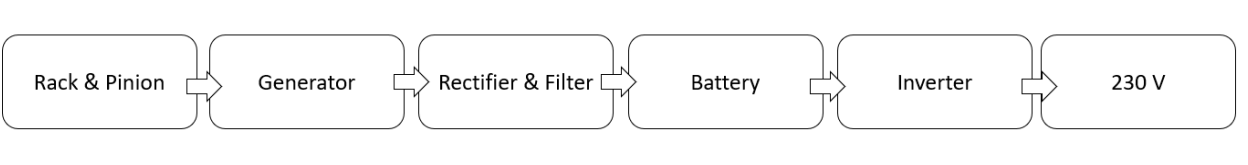 Rack & Pinion
Generator
Rectifier & Filter
Battery
Inverter
230 V